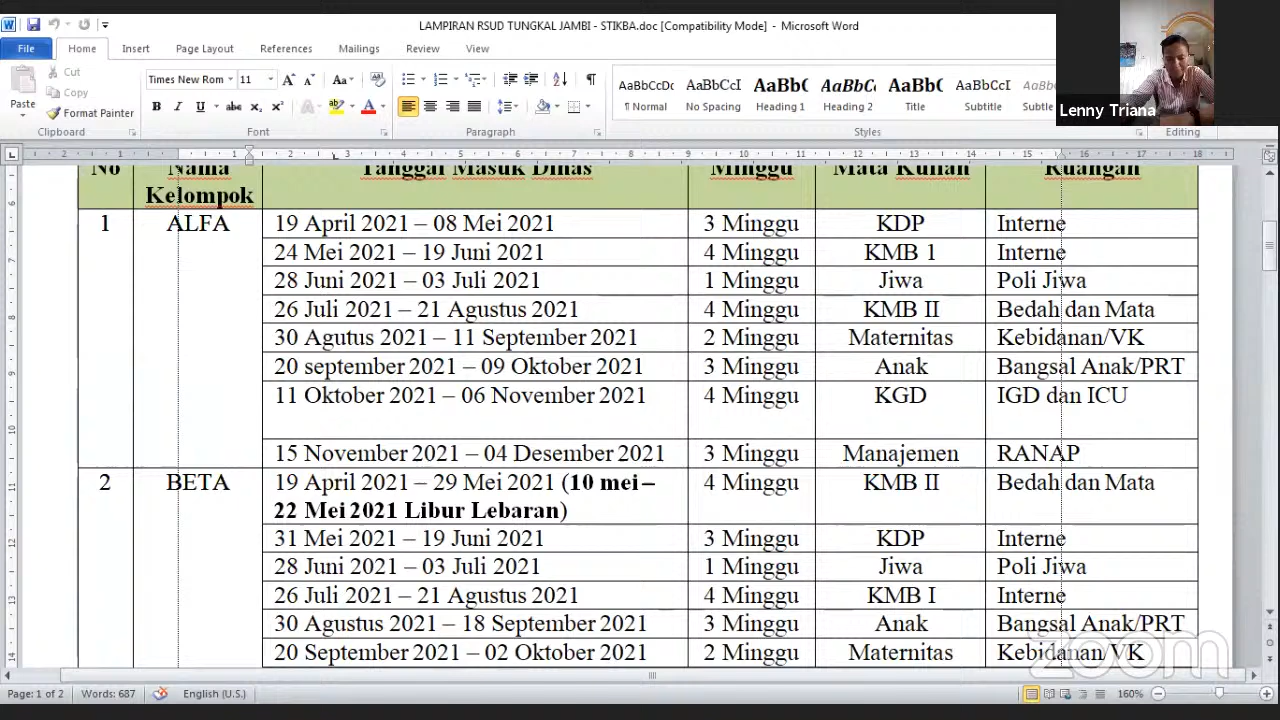 LAMPIRAN RSUD TUNGKAL JAMBI - STIKBA.doc [Compatibility Mode] - Microsoft Word
File Home Insert Page Layout References Mailings Review View
Lenny Triana
Paste
Cut
Copy
Format Painter
Times New Rom 11
AaBbCcDc AaBbCcI AaBbC AaBbCc AaBbC AaBbCcI
¶ Normal No Spacing Heading 1 Heading 2 Title Subtitle
Clipboard Font Paragraph Styles Editing
No Nama Kelompok Tanggal Masuk Dinas Minggu Mata Kuliah Ruangan
1 ALFA 19 April 2021 – 08 Mei 2021 3 Minggu KDP Interne
24 Mei 2021 – 19 Juni 2021 4 Minggu KMB 1 Interne
28 Juni 2021 – 03 Juli 2021 1 Minggu Jiwa Poli Jiwa
26 Juli 2021 – 21 Agustus 2021 4 Minggu KMB II Bedah dan Mata
30 Agutus 2021 – 11 September 2021 2 Minggu Maternitas Kebidanan/VK
20 september 2021 – 09 Oktober 2021 3 Minggu Anak Bangsal Anak/PRT
11 Oktober 2021 – 06 November 2021 4 Minggu KGD IGD dan ICU
15 November 2021 – 04 Desember 2021 3 Minggu Manajemen RANAP
2 BETA 19 April 2021 – 29 Mei 2021 (10 mei – 4 Minggu KMB II Bedah dan Mata
22 Mei 2021 Libur Lebaran)
31 Mei 2021 – 19 Juni 2021 3 Minggu KDP Interne
28 Juni 2021 – 03 Juli 2021 1 Minggu Jiwa Poli Jiwa
26 Juli 2021 – 21 Agustus 2021 4 Minggu KMB I Interne
30 Agustus 2021 – 18 September 2021 3 Minggu Anak Bangsal Anak/PRT
20 September 2021 – 02 Oktober 2021 2 Minggu Maternitas Kebidanan/VK
zoom
Page: 1 of 2 Words: 687 English (U.S.) 160%